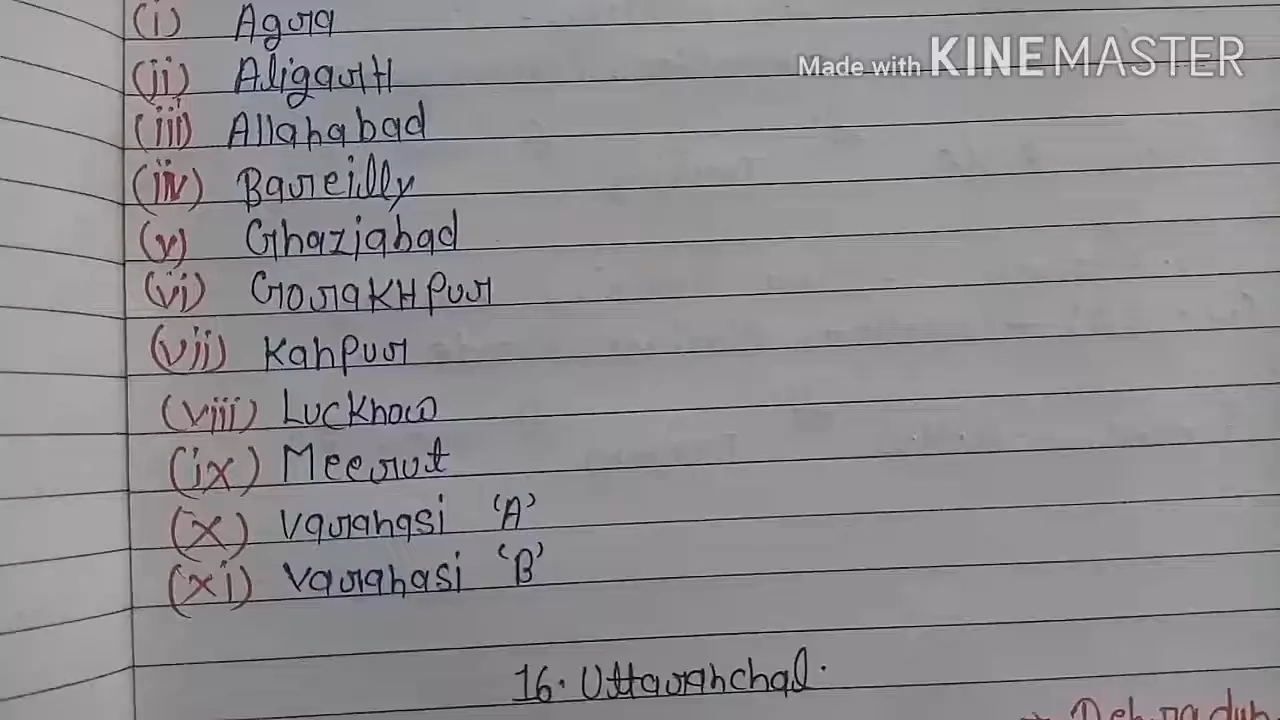 (i) Agra
Made with KINEMASTER
(ii) AligarH
(iii) Allahabad
(iv) Bareilly
(v) Ghaziabad
(vi) GorakHpur
(vii) Kanpur
(viii) Lucknow
(ix) Meerut
(x) Varanasi 'A'
(xi) Varanasi 'B'
16. Uttaranchal.
→ Dehradun